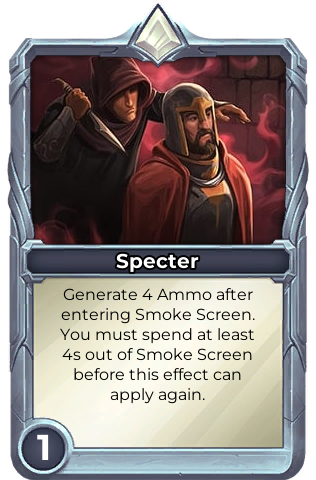 Specter
Generate 4 Ammo after
entering Smoke Screen.
You must spend at least
4s out of Smoke Screen
before this effect can
apply again.
1